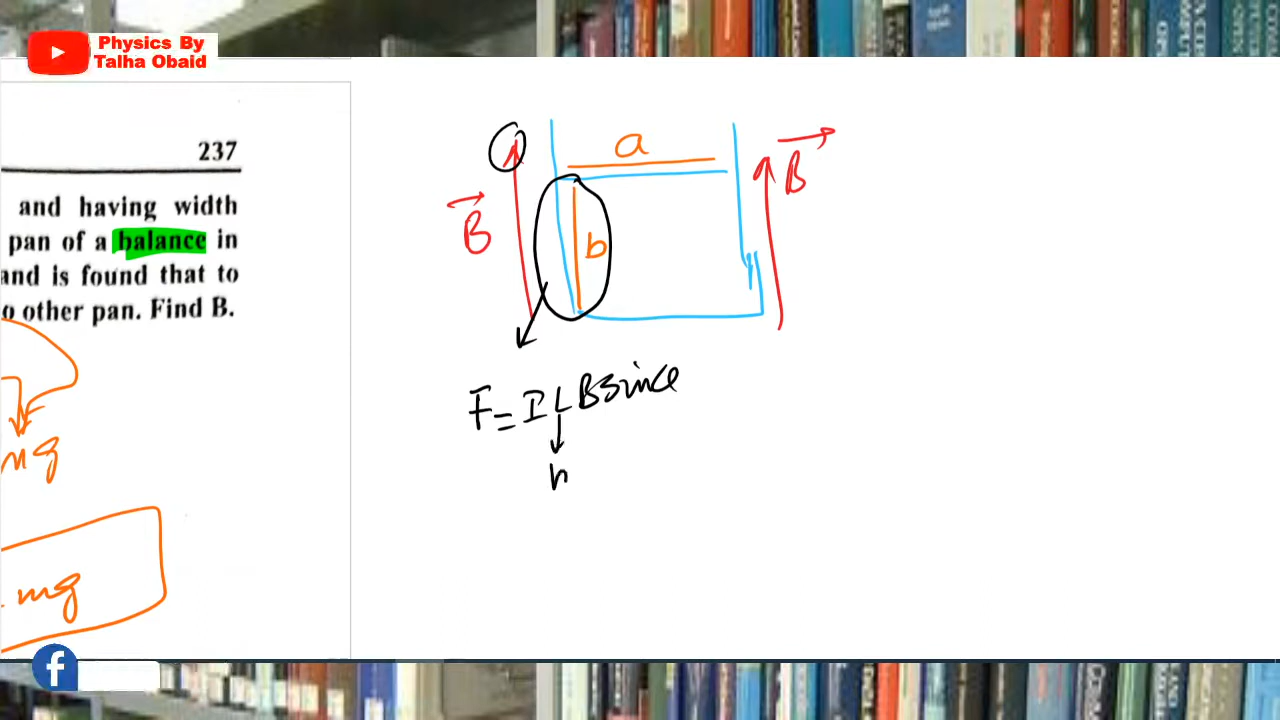 Physics By
Talha Obaid
237
and having width
pan of a balance in
and is found that to
o other pan. Find B.
mg
mg
B
a
b
B
F = I L B sin
h
f